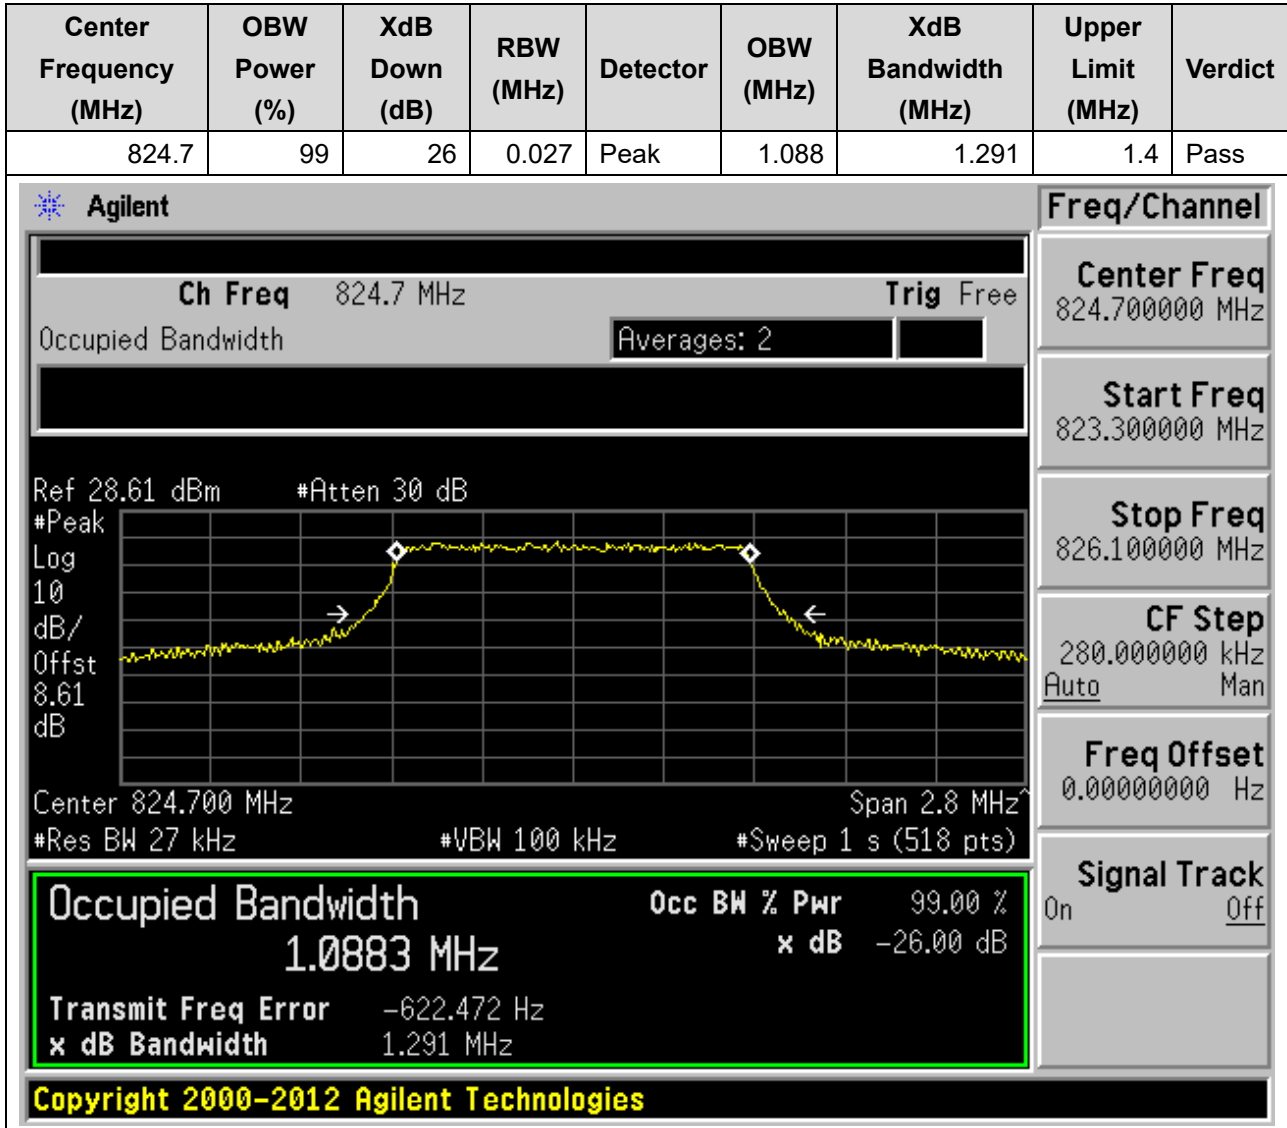 Center Frequency (MHz) OBW Power (%) XdB Down (dB) RBW (MHz) Detector OBW (MHz) XdB Bandwidth (MHz) Upper Limit (MHz) Verdict
824.7 99 26 0.027 Peak 1.088 1.291 1.4 Pass
Agilent
Ch Freq 824.7 MHz Trig Free
Occupied Bandwidth Averages: 2
Ref 28.61 dBm #Atten 30 dB
#Peak
Log
10
dB/
Offst
8.61
dB
Center 824.700 MHz Span 2.8 MHz^
#Res BW 27 kHz #VBW 100 kHz #Sweep 1 s (518 pts)
Occupied Bandwidth Occ BW % Pwr 99.00 %
1.0883 MHz x dB -26.00 dB
Transmit Freq Error -622.472 Hz
x dB Bandwidth 1.291 MHz
Copyright 2000-2012 Agilent Technologies
Freq/Channel
Center Freq
824.700000 MHz
Start Freq
823.300000 MHz
Stop Freq
826.100000 MHz
CF Step
280.000000 kHz
Auto Man
Freq Offset
0.00000000 Hz
Signal Track
On Off